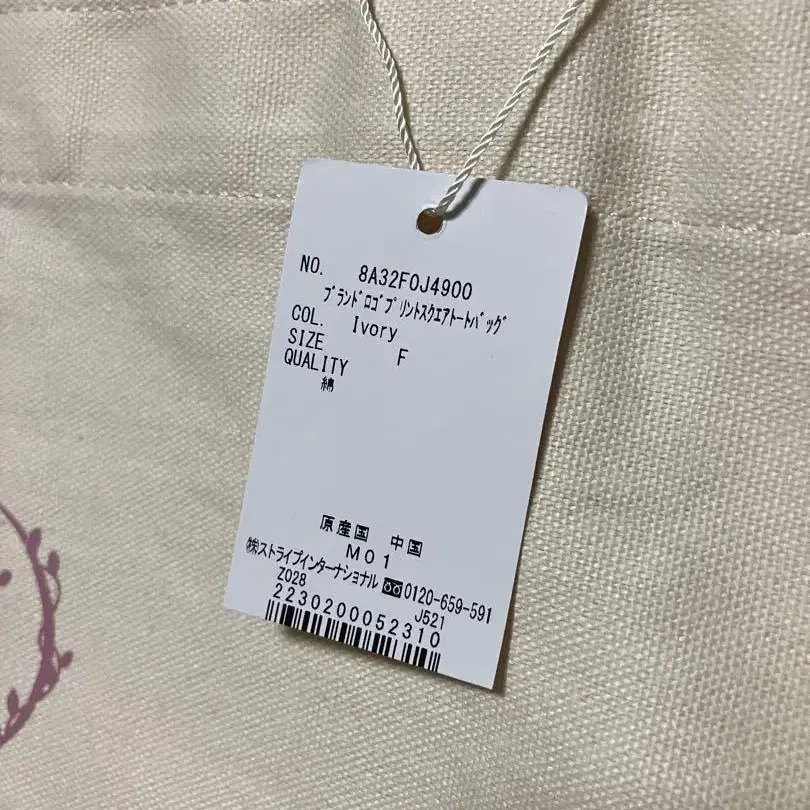 NO. 8A32F0J4900
ﾌﾞﾗﾝﾄﾞﾛｺﾞﾌﾟﾘﾝﾄｽｸｴｱﾄｰﾄﾊﾞｯｸﾞ
COL. Ivory
SIZE F
QUALITY
綿
原産国 中国
M01
㈱ストライプインターナショナル 0120-659-591
Z028 J521
2230200052310